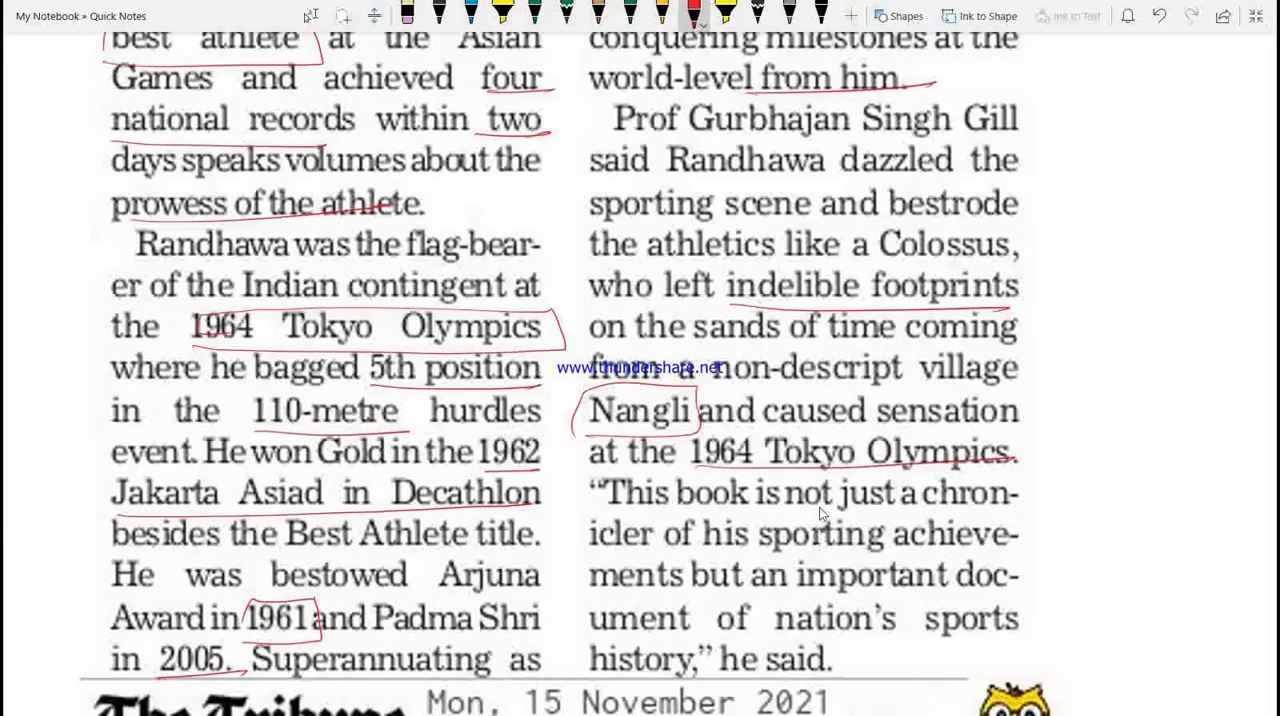 My Notebook » Quick Notes
Shapes
Ink to Shape
Ink to Text
best athlete at the Asian
Games and achieved four
national records within two
days speaks volumes about the
prowess of the athlete.
Randhawa was the flag-bear-
er of the Indian contingent at
the 1964 Tokyo Olympics
where he bagged 5th position
in the 110-metre hurdles
event. He won Gold in the 1962
Jakarta Asiad in Decathlon
besides the Best Athlete title.
He was bestowed Arjuna
Award in 1961 and Padma Shri
in 2005. Superannuating as
conquering milestones at the
world-level from him.
Prof Gurbhajan Singh Gill
said Randhawa dazzled the
sporting scene and bestrode
the athletics like a Colossus,
who left indelible footprints
on the sands of time coming
from a non-descript village
www.thundershare.net
Nangli and caused sensation
at the 1964 Tokyo Olympics.
“This book is not just a chron-
icler of his sporting achieve-
ments but an important doc-
ument of nation’s sports
history,” he said.
The Tribune
Mon, 15 November 2021